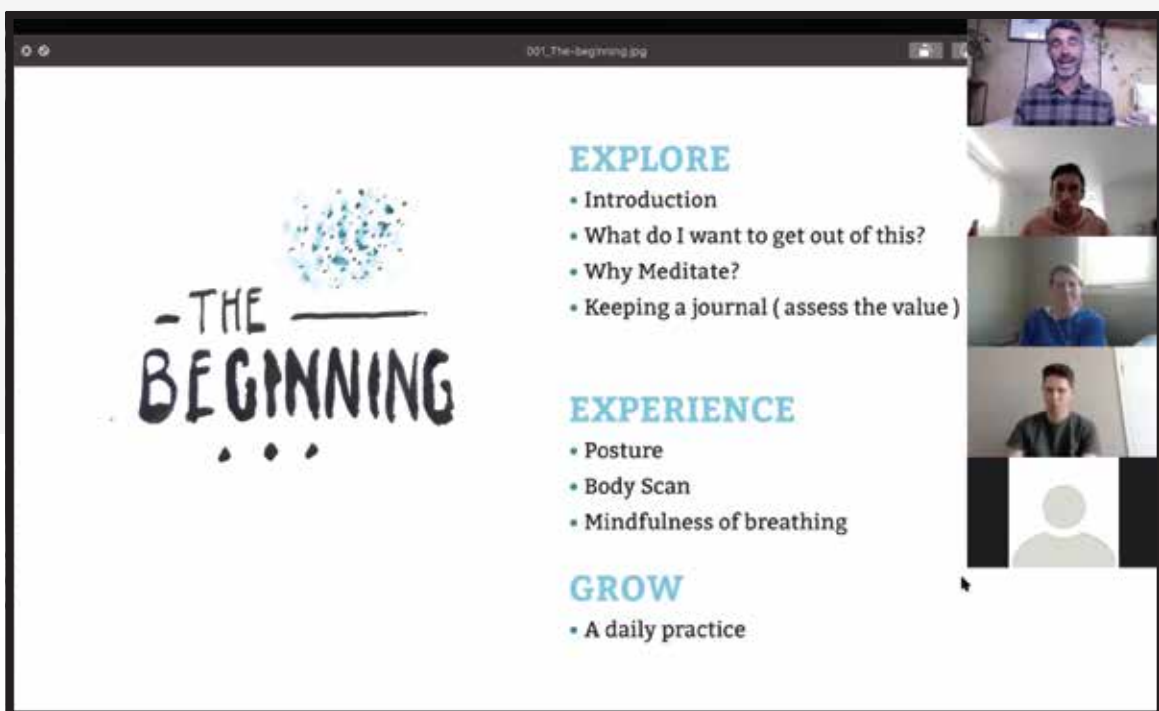 001_The-beginning.jpg
- THE
BEGINNING
...
EXPLORE
• Introduction
• What do I want to get out of this?
• Why Meditate?
• Keeping a journal ( assess the value )
EXPERIENCE
• Posture
• Body Scan
• Mindfulness of breathing
GROW
• A daily practice